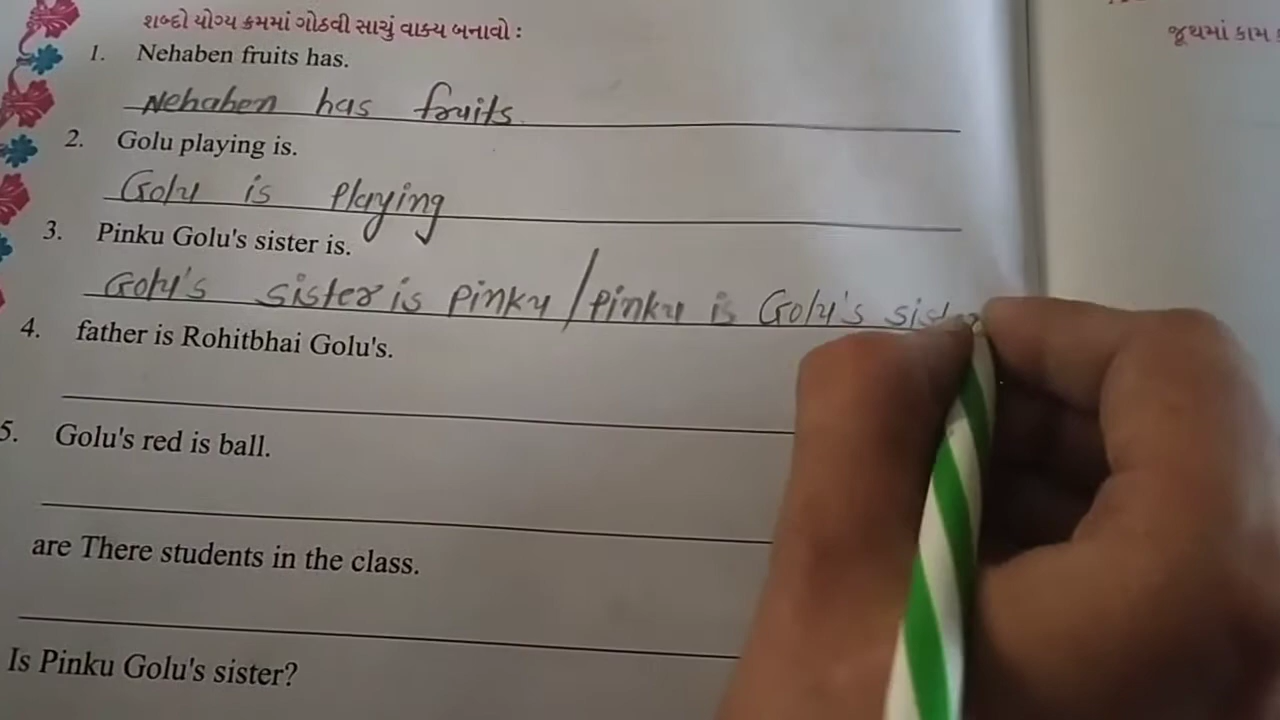 શબ્દો યોગ્ય ક્રમમાં ગોઠવી સાચું વાક્ય બનાવો :
1. Nehaben fruits has.
Nehaben has fruits.
2. Golu playing is.
Golu is playing
3. Pinku Golu's sister is.
Golu's sister is pinky / pinky is Golu's sister
4. father is Rohitbhai Golu's.
5. Golu's red is ball.
are There students in the class.
Is Pinku Golu's sister?
જૂથમાં કામ